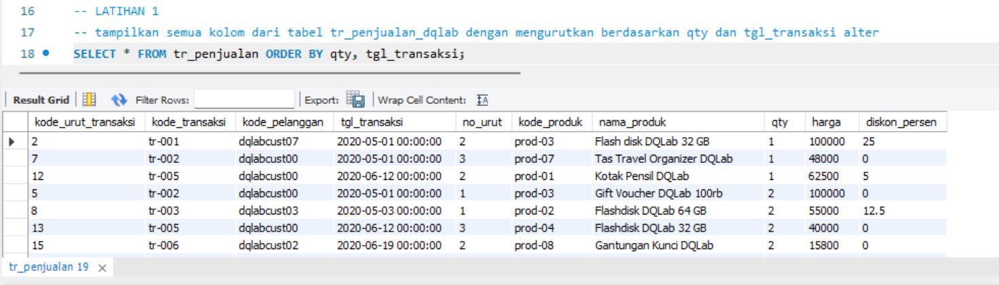 16 -- LATIHAN 1
17 -- tampilkan semua kolom dari tabel tr_penjualan_dqlab dengan mengurutkan berdasarkan qty dan tgl_transaksi alter
18 SELECT * FROM tr_penjualan ORDER BY qty, tgl_transaksi;
Result Grid Filter Rows: Export: Wrap Cell Content: IA
kode_urut_transaksi kode_transaksi kode_pelanggan tgl_transaksi no_urut kode_produk nama_produk qty harga diskon_persen
2 tr-001 dqlabcust07 2020-05-01 00:00:00 2 prod-03 Flash disk DQLab 32 GB 1 100000 25
7 tr-002 dqlabcust00 2020-05-01 00:00:00 3 prod-07 Tas Travel Organizer DQLab 1 48000 0
12 tr-005 dqlabcust00 2020-06-12 00:00:00 2 prod-01 Kotak Pensil DQLab 1 62500 5
5 tr-002 dqlabcust00 2020-05-01 00:00:00 1 prod-03 Gift Voucher DQLab 100rb 2 100000 0
8 tr-003 dqlabcust03 2020-05-03 00:00:00 1 prod-02 Flashdisk DQLab 64 GB 2 55000 12.5
13 tr-005 dqlabcust00 2020-06-12 00:00:00 3 prod-04 Flashdisk DQLab 32 GB 2 40000 0
15 tr-006 dqlabcust02 2020-06-19 00:00:00 2 prod-08 Gantungan Kunci DQLab 2 15800 0
tr_penjualan 19